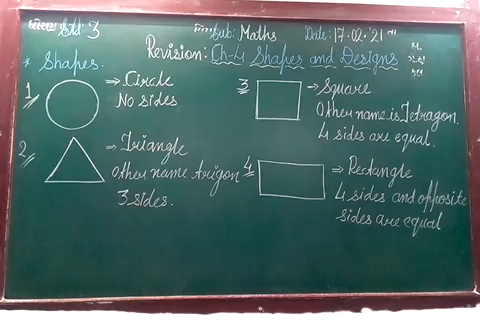 Std 3
Sub: Maths
Date: 17.02.'21
Revision: Ch-4 Shapes and Designs
* Shapes.
1
→ Circle
No sides
2
→ Triangle
Other name trigon
3 sides.
3
→ Square
Other name is Tetragon.
4 sides are equal.
4
→ Rectangle
4 sides and opposite
sides are equal